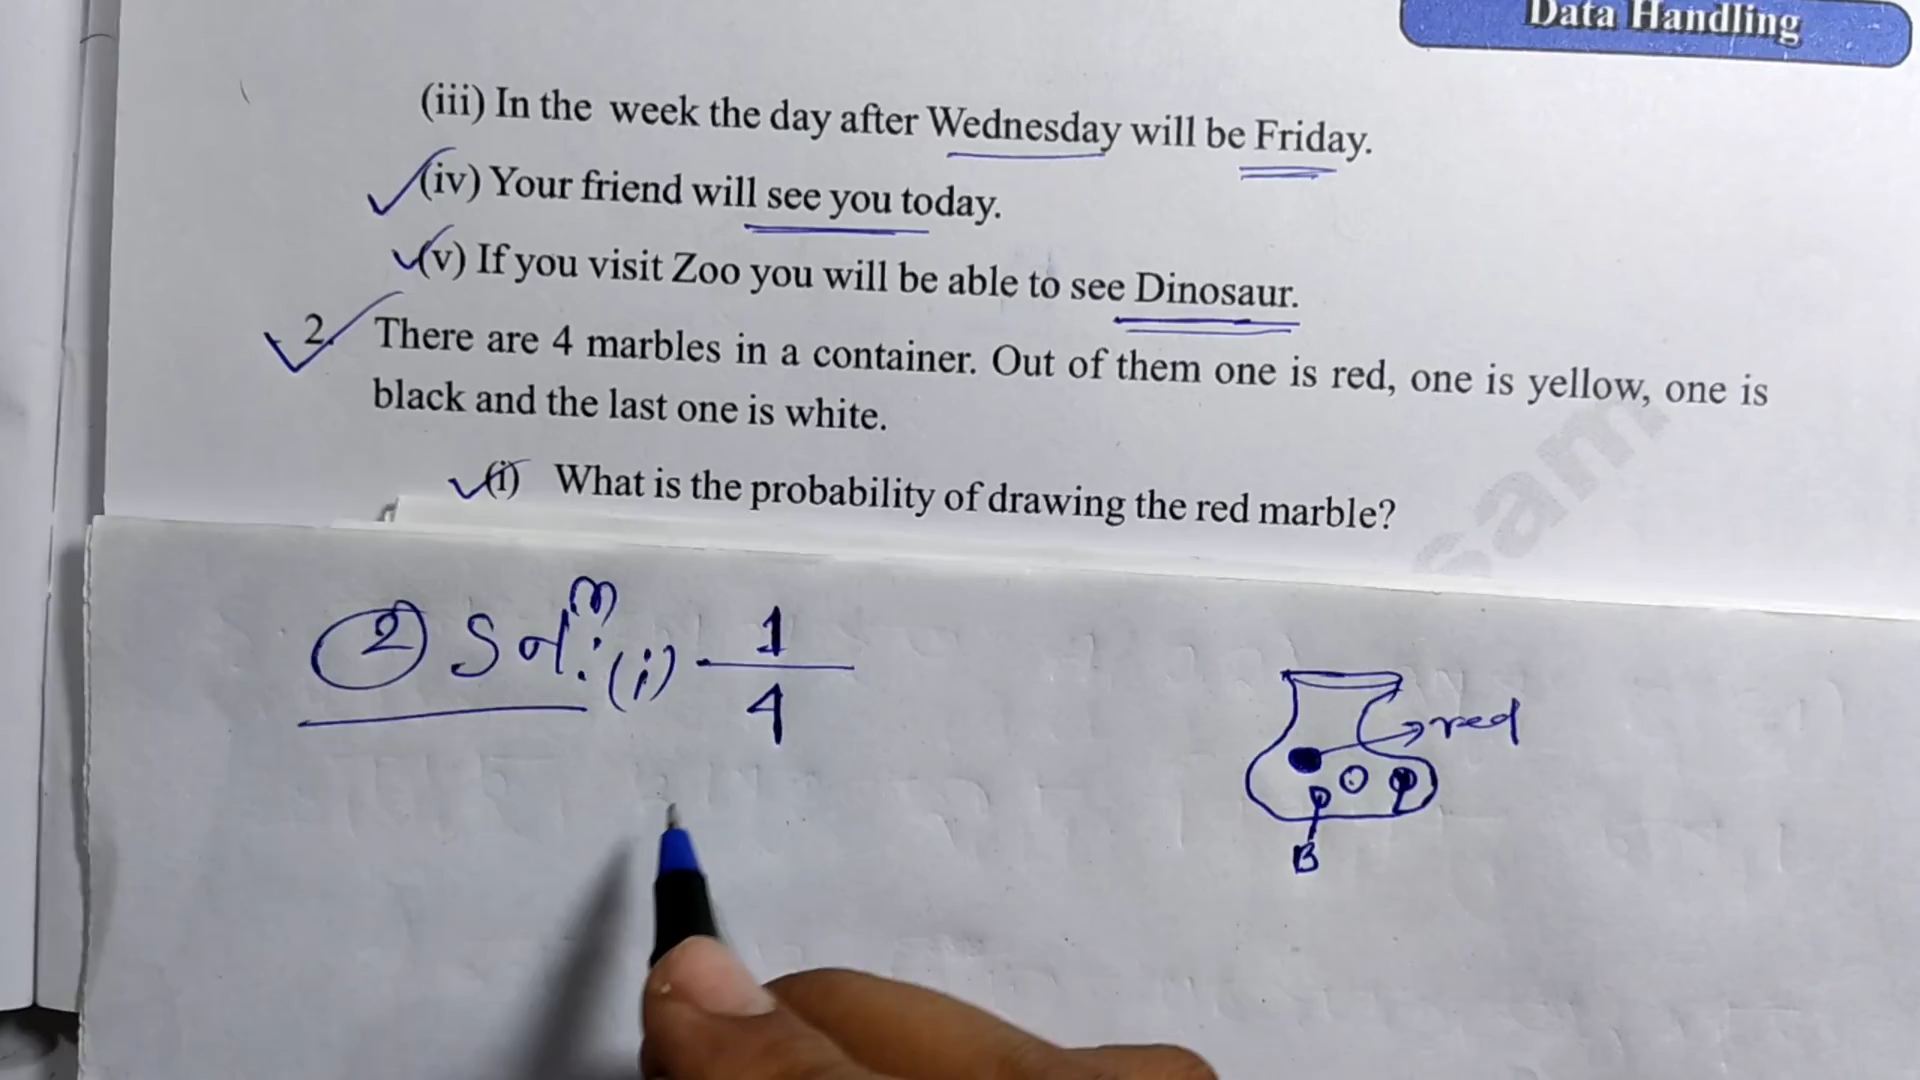 Data Handling
(iii) In the week the day after Wednesday will be Friday.
(iv) Your friend will see you today.
(v) If you visit Zoo you will be able to see Dinosaur.
2. There are 4 marbles in a container. Out of them one is red, one is yellow, one is
black and the last one is white.
(i) What is the probability of drawing the red marble?
sam
2 Solⁿ: (i) 1
4
red
B